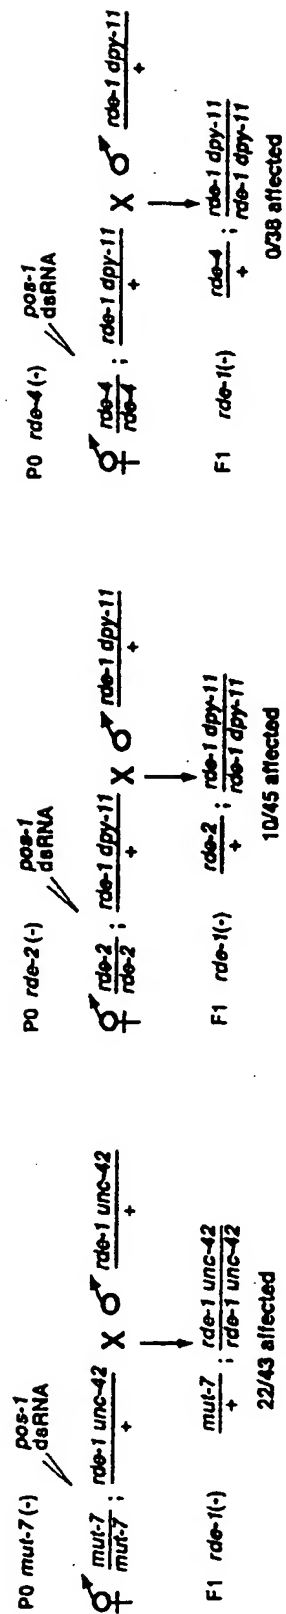 P0 mut-7(-)
pos-1
dsRNA
mut-7
mut-7
;
rde-1 unc-42
+
X
rde-1 unc-42
+
F1 rde-1(-)
mut-7
+
;
rde-1 unc-42
rde-1 unc-42
22/43 affected
P0 rde-2(-)
pos-1
dsRNA
rde-2
rde-2
;
rde-1 dpy-11
+
X
rde-1 dpy-11
+
F1 rde-1(-)
rde-2
+
;
rde-1 dpy-11
rde-1 dpy-11
10/45 affected
P0 rde-4(-)
pos-1
dsRNA
rde-4
rde-4
;
rde-1 dpy-11
+
X
rde-1 dpy-11
+
F1 rde-1(-)
rde-4
+
;
rde-1 dpy-11
rde-1 dpy-11
0/38 affected